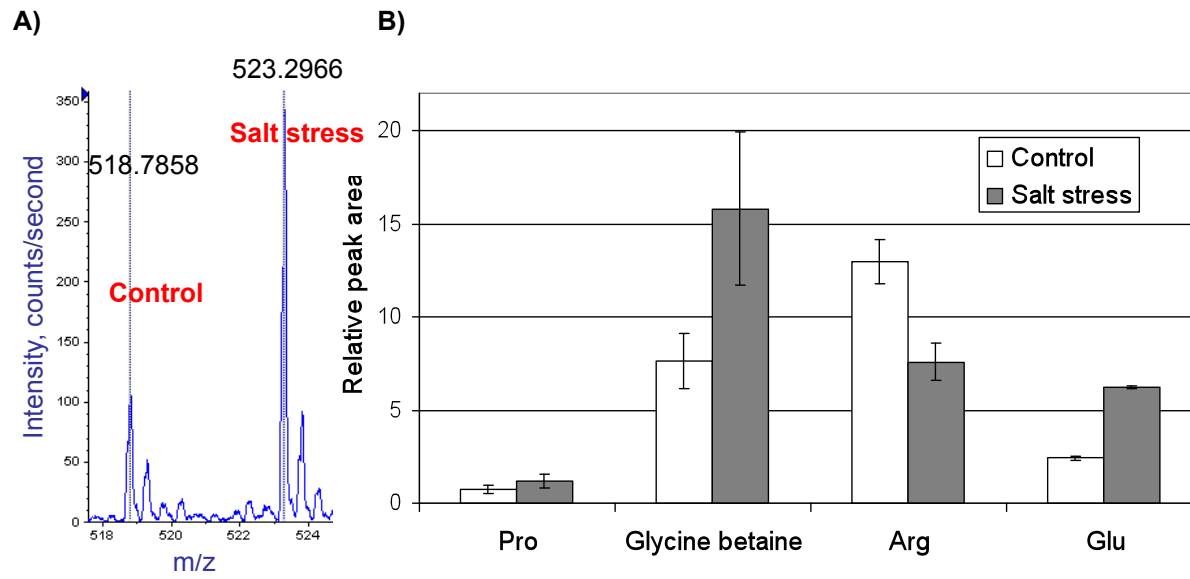 A)
523.2966
Salt stress
518.7858
Control
Intensity, counts/second
350
300
250
200
150
100
50
0
518
520
522
524
m/z
B)
Relative peak area
20
15
10
5
0
Control
Salt stress
Pro
Glycine betaine
Arg
Glu